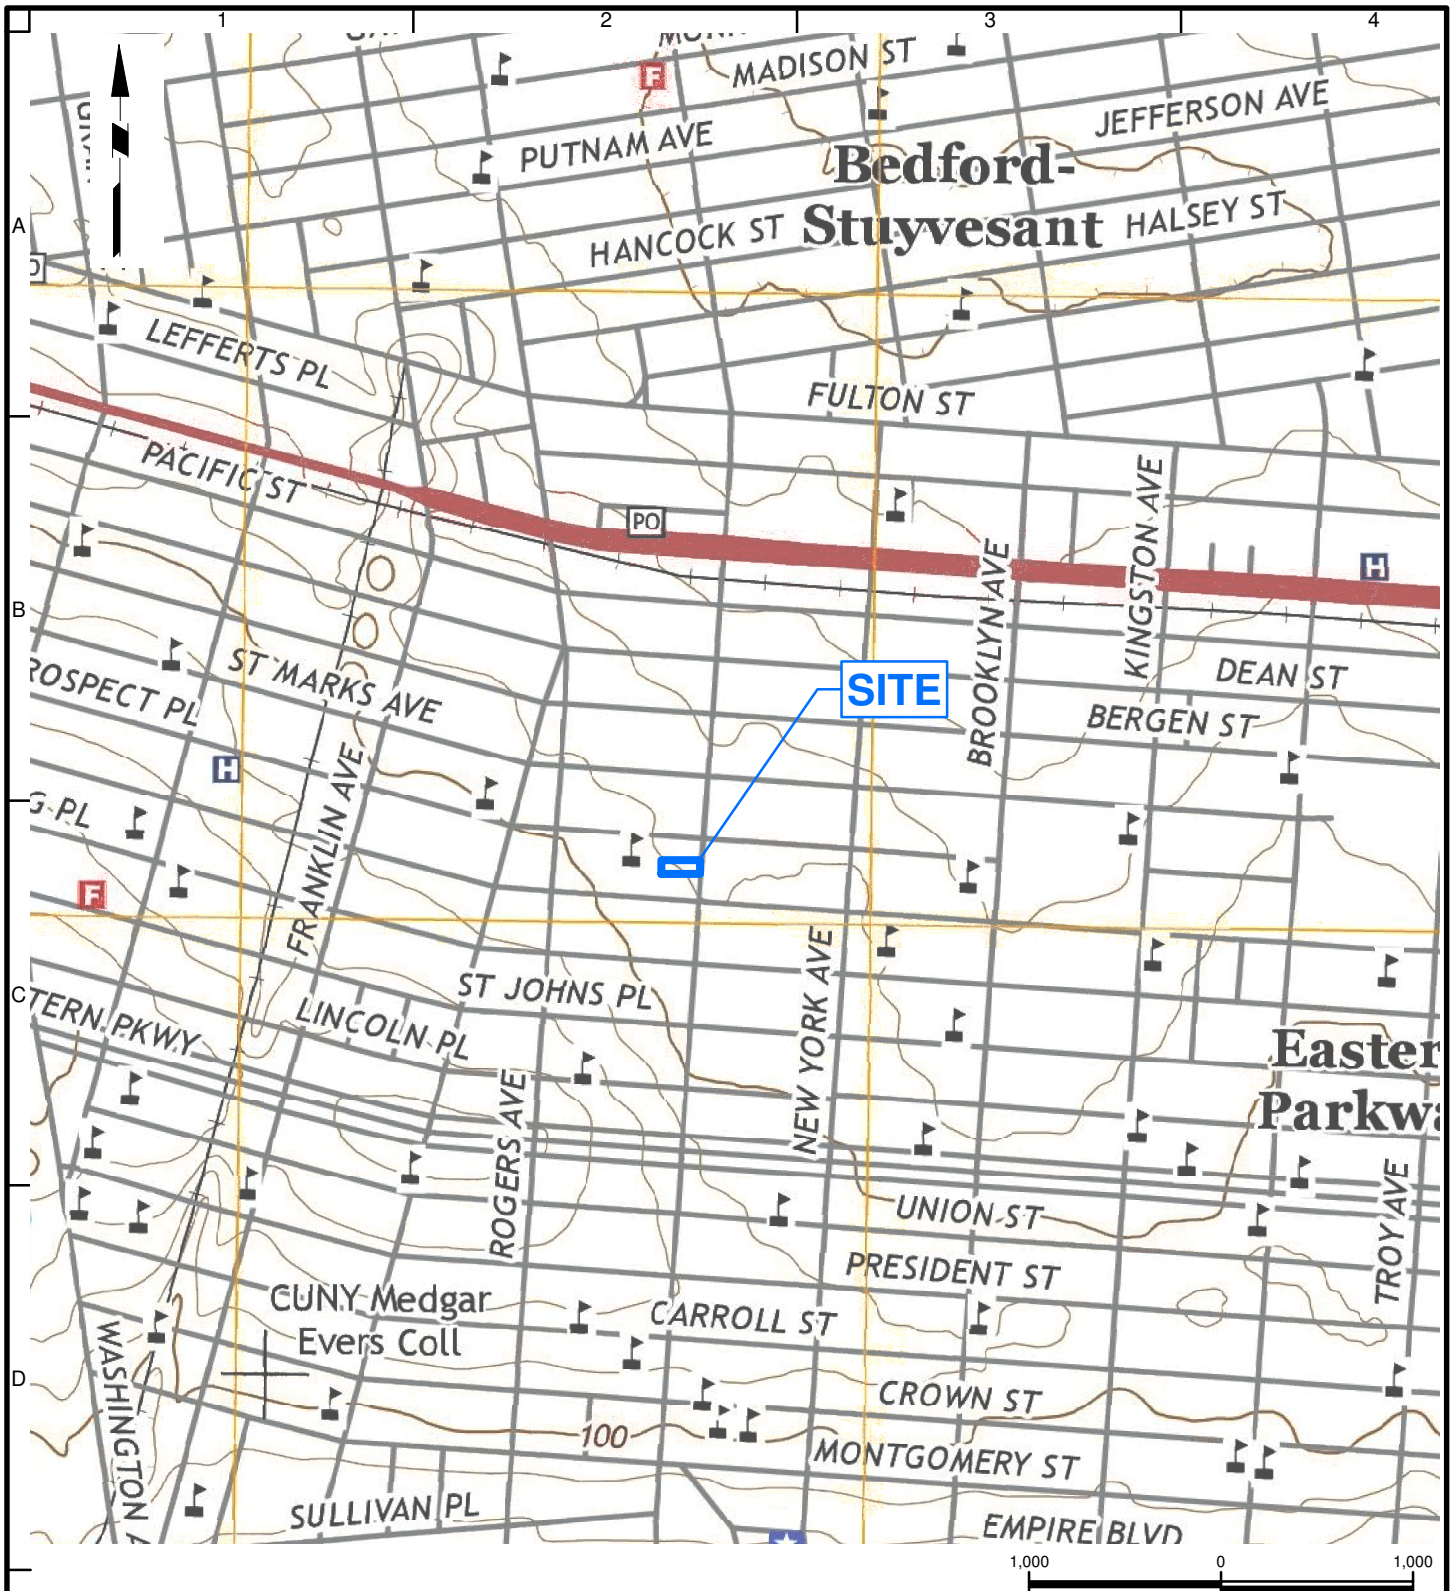 1 2 3 4
MADISON ST
F
JEFFERSON AVE
PUTNAM AVE
Bedford-
Stuyvesant
HALSEY ST
A
HANCOCK ST
LEFFERTS PL
FULTON ST
PACIFIC ST
KINGSTON AVE
PO
BROOKLYN AVE
H
B
ST MARKS AVE
DEAN ST
SITE
ROSPECT PL
BERGEN ST
H
FRANKLIN AVE
G PL
F
NEW YORK AVE
ST JOHNS PL
C
LINCOLN PL
TERN PKWY
Easter
Parkwa
ROGERS AVE
TROY AVE
UNION ST
PRESIDENT ST
CUNY Medgar
Evers Coll
CARROLL ST
WASHINGTON A
D
CROWN ST
100
MONTGOMERY ST
SULLIVAN PL
EMPIRE BLVD
1,000 0 1,000